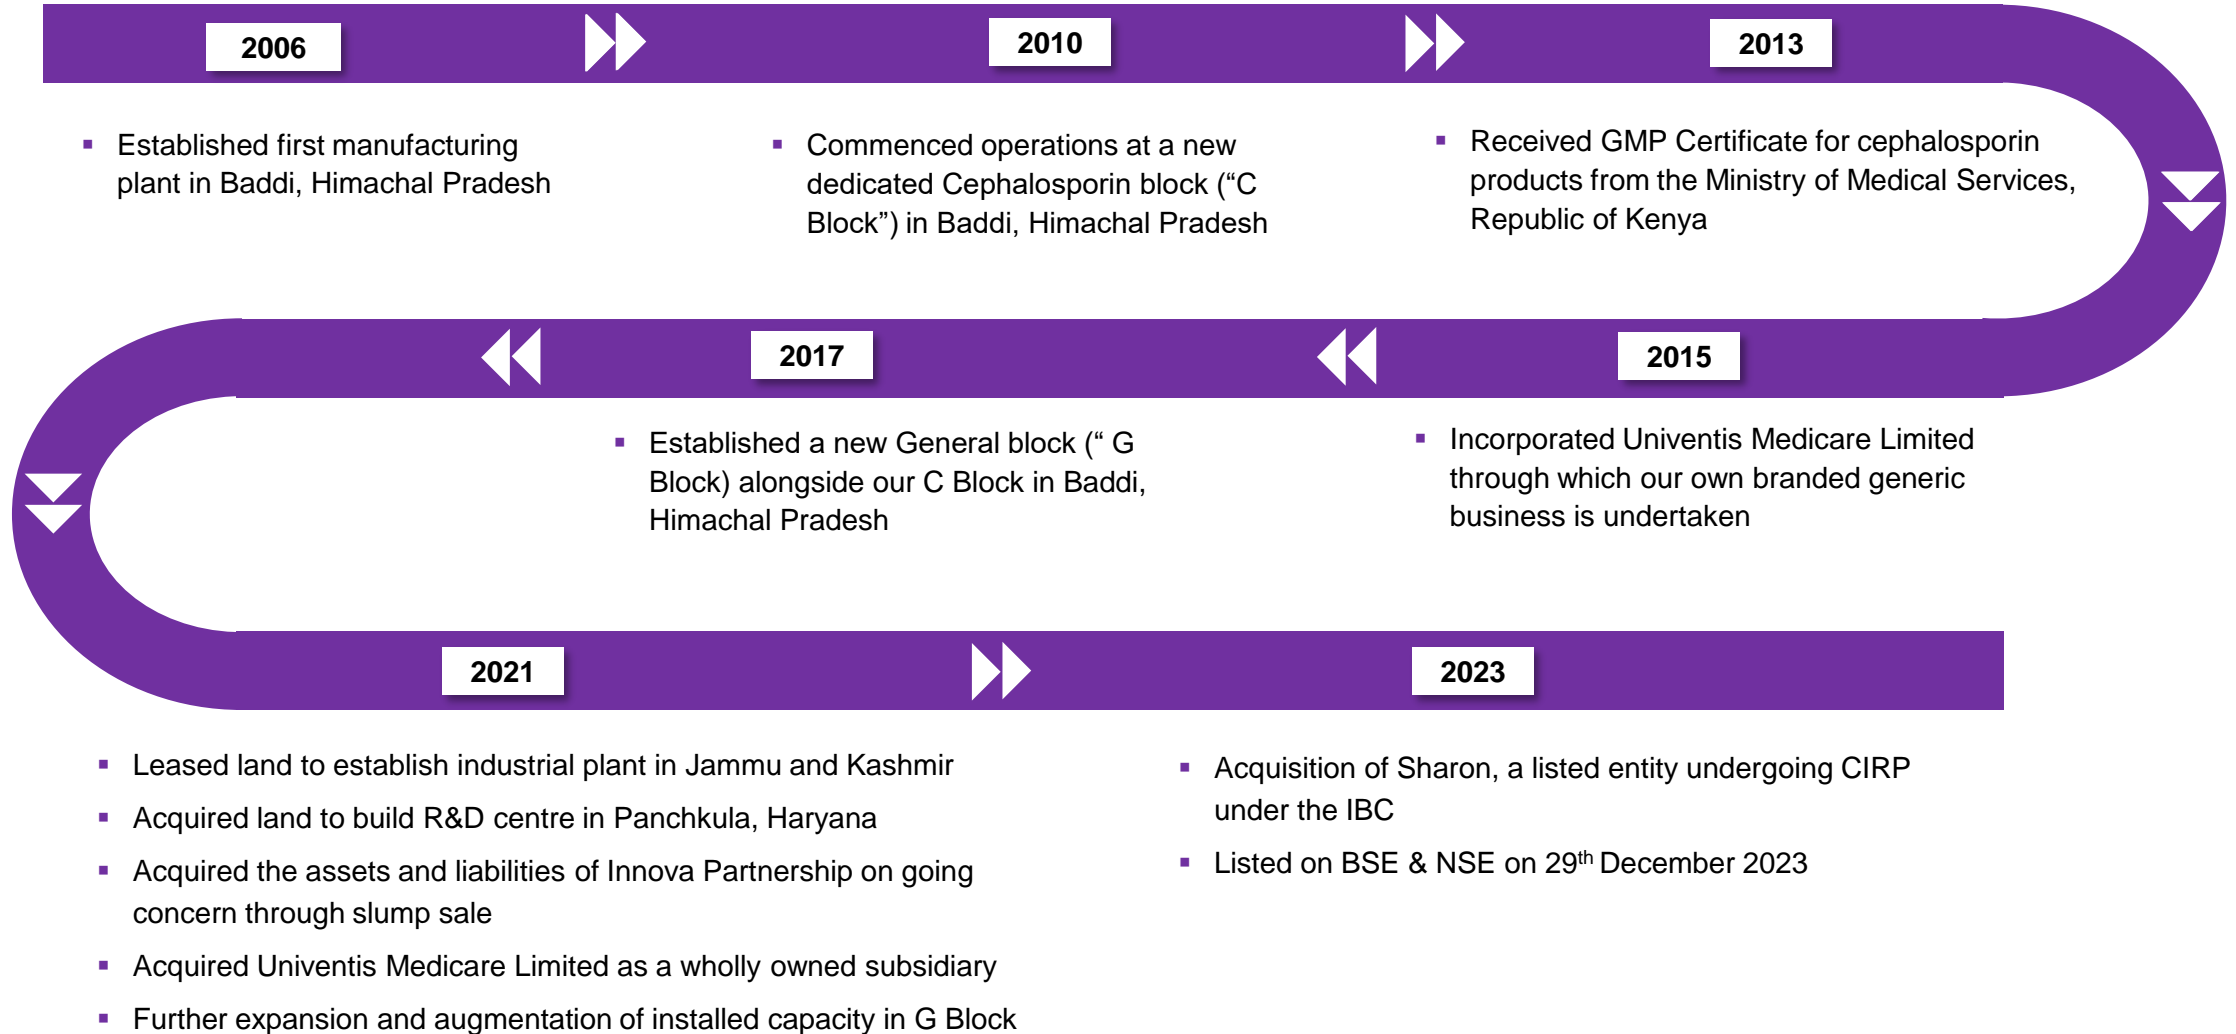 2006
2010
2013
▪ Established first manufacturing
plant in Baddi, Himachal Pradesh
▪ Commenced operations at a new
dedicated Cephalosporin block (“C
Block”) in Baddi, Himachal Pradesh
▪ Received GMP Certificate for cephalosporin
products from the Ministry of Medical Services,
Republic of Kenya
2017
2015
▪ Established a new General block (“ G
Block) alongside our C Block in Baddi,
Himachal Pradesh
▪ Incorporated Univentis Medicare Limited
through which our own branded generic
business is undertaken
2021
2023
▪ Leased land to establish industrial plant in Jammu and Kashmir
▪ Acquired land to build R&D centre in Panchkula, Haryana
▪ Acquired the assets and liabilities of Innova Partnership on going
concern through slump sale
▪ Acquired Univentis Medicare Limited as a wholly owned subsidiary
▪ Further expansion and augmentation of installed capacity in G Block
▪ Acquisition of Sharon, a listed entity undergoing CIRP
under the IBC
▪ Listed on BSE & NSE on 29th December 2023